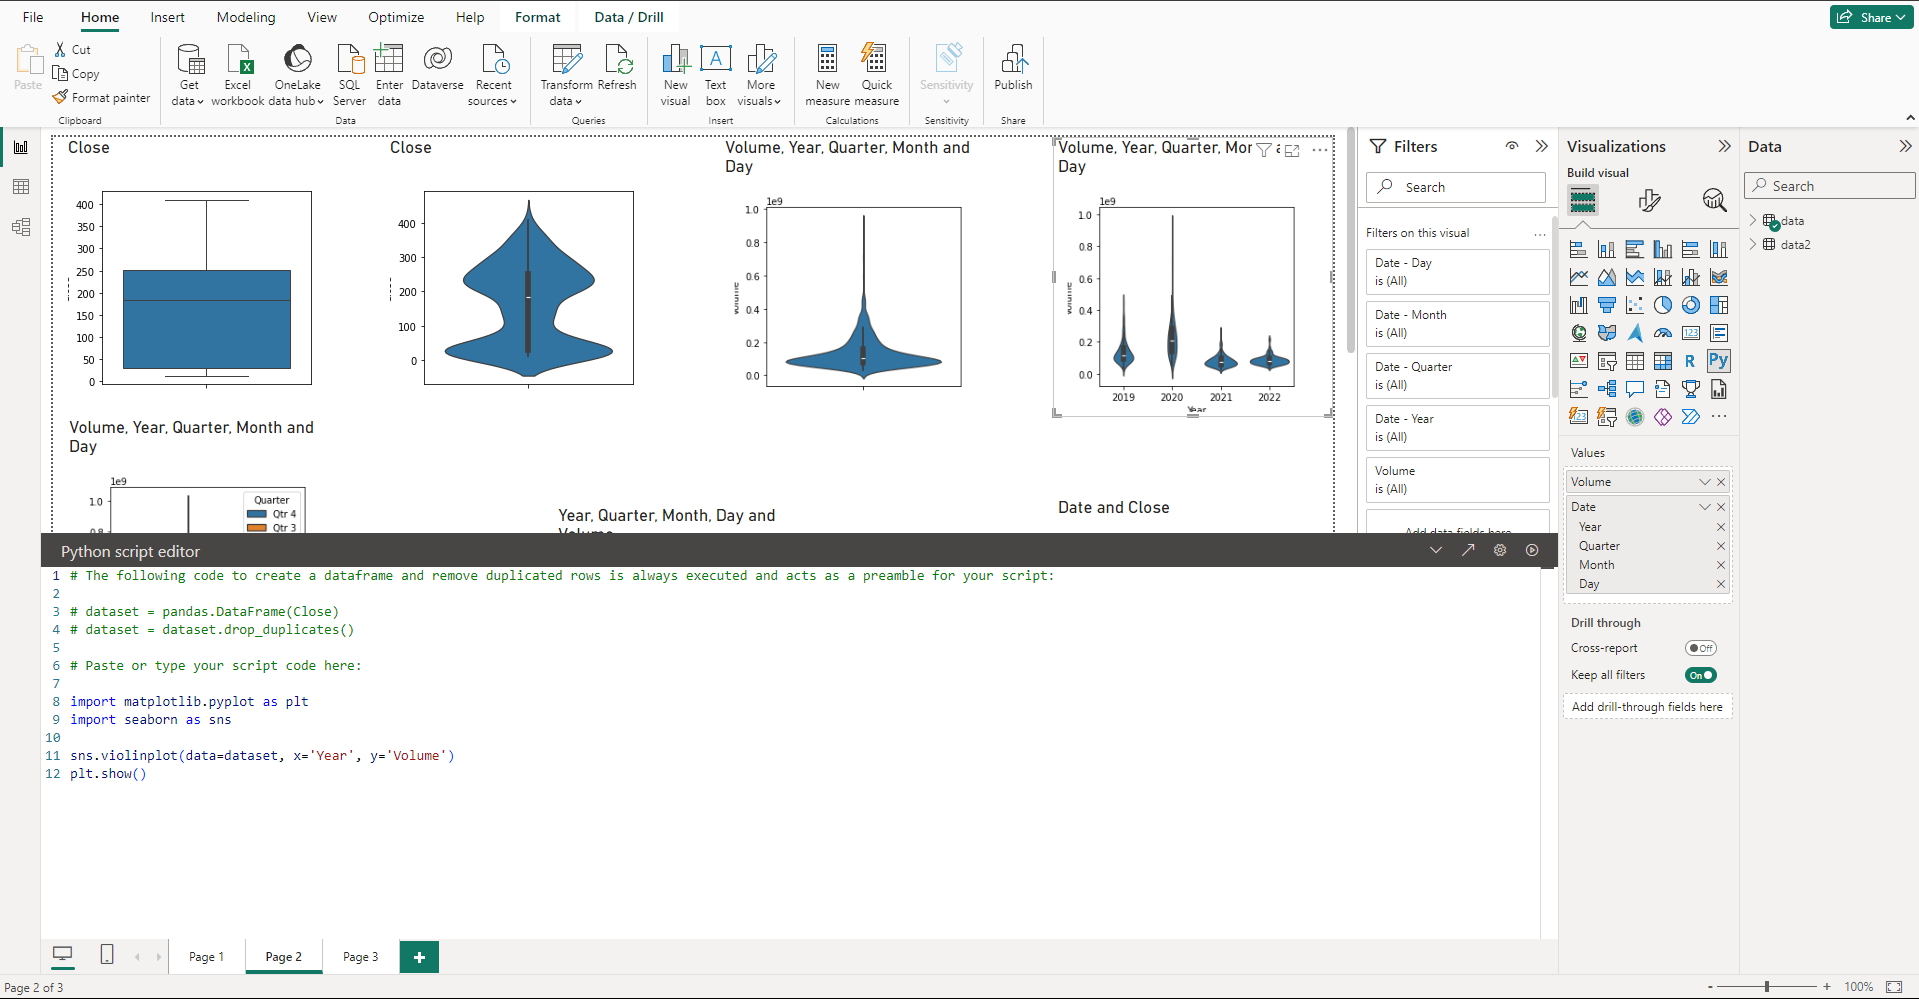 File Home Insert Modeling View Optimize Help Format Data / Drill Share
Paste
Cut
Copy
Format painter
Clipboard
Get data
Excel workbook
OneLake data hub
SQL Server
Enter data
Dataverse
Recent sources
Data
Transform data
Refresh
Queries
New visual
Text box
More visuals
Insert
New measure
Quick measure
Calculations
Sensitivity
Sensitivity
Publish
Share
Close
400
350
300
250
200
150
100
50
0
Close
400
300
200
100
0
Volume, Year, Quarter, Month and
Day
1e9
1.0
0.8
0.6
0.4
0.2
0.0
Volume, Year, Quarter, Mor
Day
1e9
1.0
0.8
0.6
0.4
0.2
0.0
2019 2020 2021 2022
Year
Volume, Year, Quarter, Month and
Day
1e9
1.0
0.8
Quarter
Qtr 4
Qtr 3
Year, Quarter, Month, Day and
Volume
Date and Close
Python script editor
1 # The following code to create a dataframe and remove duplicated rows is always executed and acts as a preamble for your script:
2
3 # dataset = pandas.DataFrame(Close)
4 # dataset = dataset.drop_duplicates()
5
6 # Paste or type your script code here:
7
8 import matplotlib.pyplot as plt
9 import seaborn as sns
10
11 sns.violinplot(data=dataset, x='Year', y='Volume')
12 plt.show()
Filters
Search
Filters on this visual
Date - Day
is (All)
Date - Month
is (All)
Date - Quarter
is (All)
Date - Year
is (All)
Volume
is (All)
Add data fields here
Visualizations
Build visual
123
R
Py
123
Values
Volume
Date
Year
Quarter
Month
Day
Drill through
Cross-report Off
Keep all filters On
Add drill-through fields here
Data
Search
data
data2
Page 1 Page 2 Page 3 +
Page 2 of 3
- + 100%